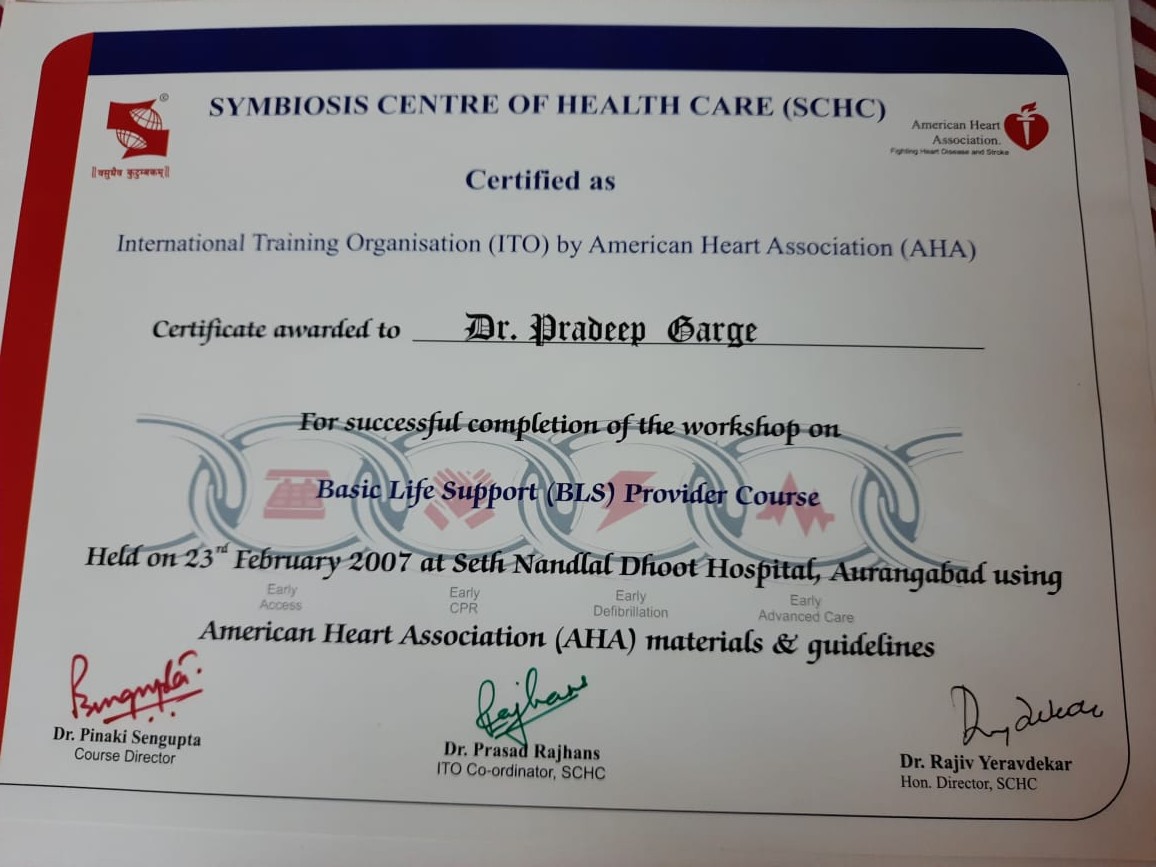 SYMBIOSIS CENTRE OF HEALTH CARE (SCHC)
®
॥वसुधैव कुटुम्बकम्॥
American Heart
Association.
Fighting Heart Disease and Stroke
Certified as
International Training Organisation (ITO) by American Heart Association (AHA)
Certificate awarded to Dr. Pradeep Garge
For successful completion of the workshop on
Basic Life Support (BLS) Provider Course
Held on 23rd February 2007 at Seth Nandlal Dhoot Hospital, Aurangabad using
Early
Access
Early
CPR
Early
Defibrillation
Early
Advanced Care
American Heart Association (AHA) materials & guidelines
Dr. Pinaki Sengupta
Course Director
Rajhans
Dr. Prasad Rajhans
ITO Co-ordinator, SCHC
Dr. Rajiv Yeravdekar
Hon. Director, SCHC